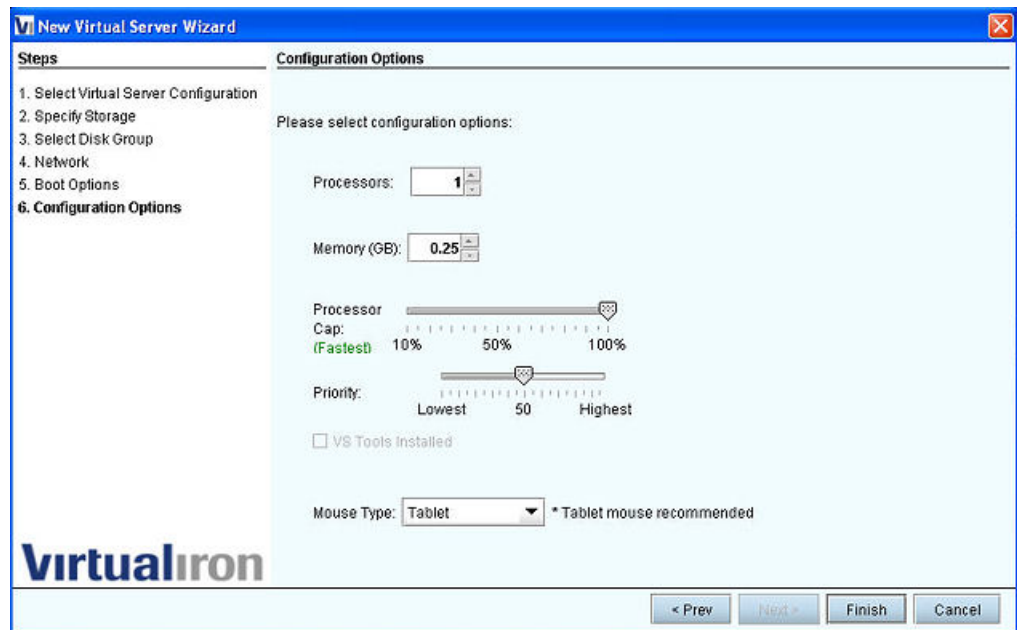 VI New Virtual Server Wizard
Steps
1. Select Virtual Server Configuration
2. Specify Storage
3. Select Disk Group
4. Network
5. Boot Options
6. Configuration Options
Configuration Options
Please select configuration options:
Processors: 1
Memory (GB): 0.25
Processor
Cap:
(Fastest)
10% 50% 100%
Priority:
Lowest 50 Highest
VS Tools Installed
Mouse Type: Tablet * Tablet mouse recommended
Virtualiron
< Prev Next > Finish Cancel